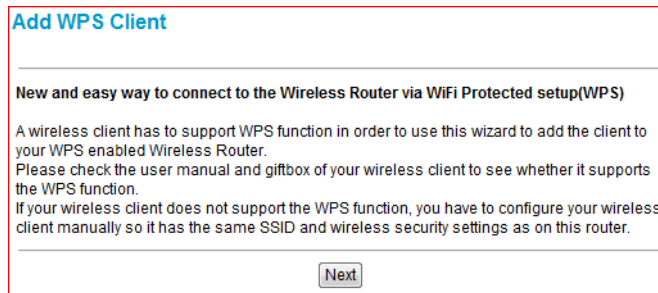 Add WPS Client
New and easy way to connect to the Wireless Router via WiFi Protected setup(WPS)
A wireless client has to support WPS function in order to use this wizard to add the client to
your WPS enabled Wireless Router.
Please check the user manual and giftbox of your wireless client to see whether it supports
the WPS function.
If your wireless client does not support the WPS function, you have to configure your wireless
client manually so it has the same SSID and wireless security settings as on this router.
Next